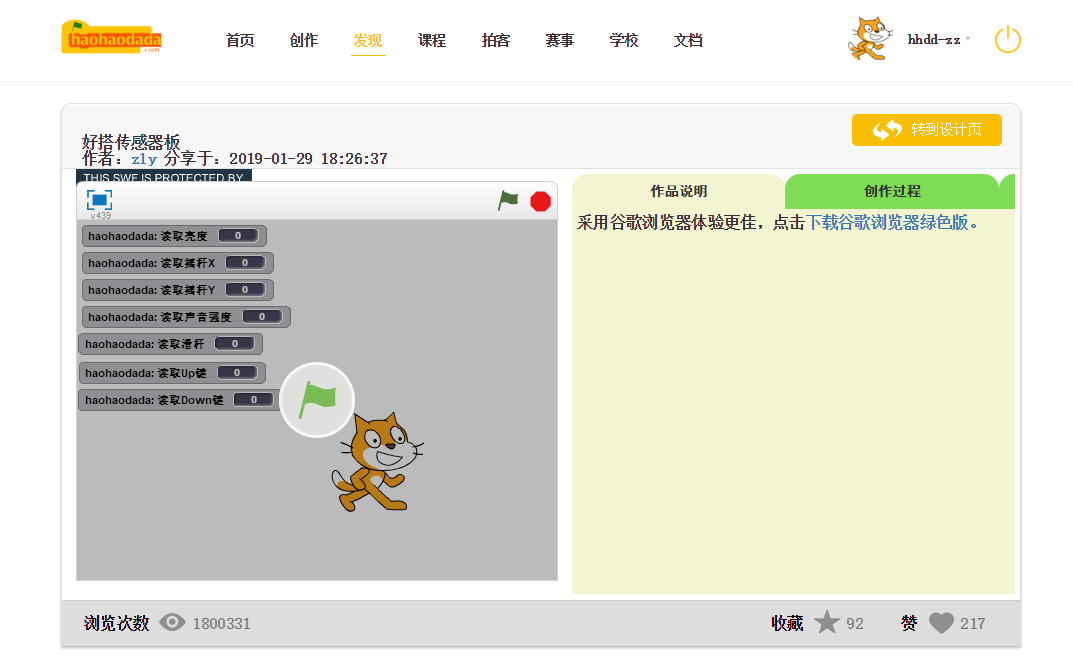 haohaodada
.com
首页 创作 发现 课程 拍客 赛事 学校 文档
hhdd-zz
好搭传感器板
转到设计页
作者：zly 分享于：2019-01-29 18:26:37
THIS SWF IS PROTECTED BY
v439
作品说明 创作过程
采用谷歌浏览器体验更佳，点击下载谷歌浏览器绿色版。
haohaodada: 读取亮度 0
haohaodada: 读取摇杆X 0
haohaodada: 读取摇杆Y 0
haohaodada: 读取声音强度 0
haohaodada: 读取滑杆 0
haohaodada: 读取Up键 0
haohaodada: 读取Down键 0
浏览次数 1800331 收藏 92 赞 217